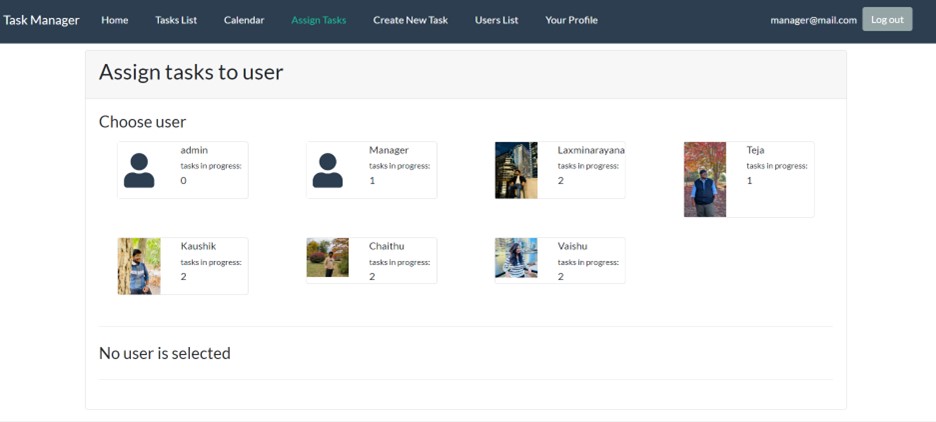 Task Manager Home Tasks List Calendar Assign Tasks Create New Task Users List Your Profile manager@mail.com Log out
Assign tasks to user
Choose user
admin
tasks in progress:
0
Manager
tasks in progress:
1
Laxminarayana
tasks in progress:
2
Teja
tasks in progress:
1
Kaushik
tasks in progress:
2
Chaithu
tasks in progress:
2
Vaishu
tasks in progress:
2
No user is selected